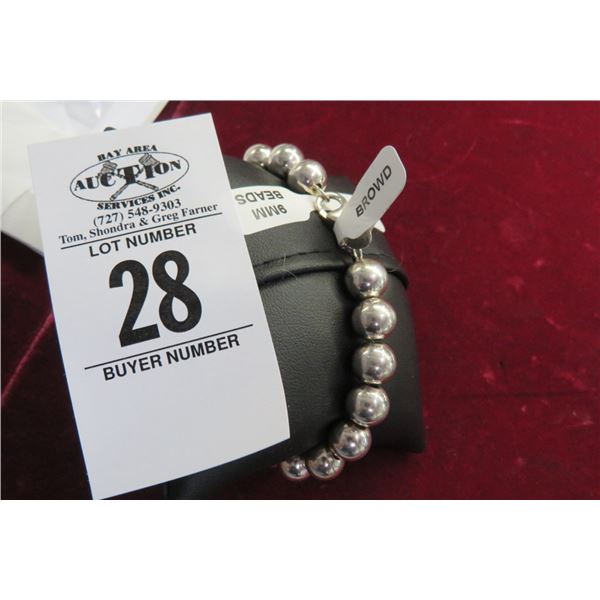 BAY AREA
AUCTION
SERVICES INC.
(727) 548-9303
Tom, Shondra & Greg Farner
LOT NUMBER
28
BUYER NUMBER
9MM
BEADS
BROWD